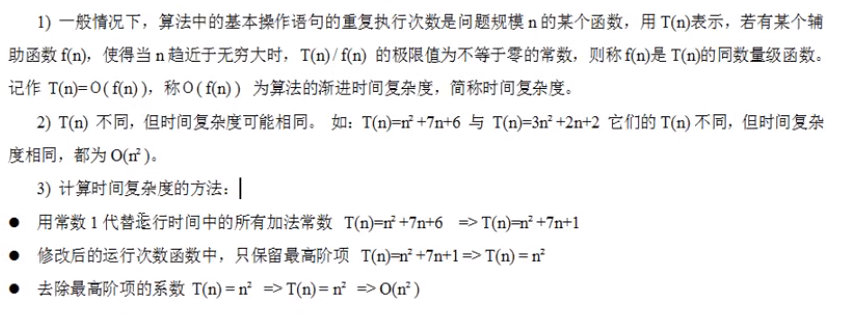 1) 一般情况下，算法中的基本操作语句的重复执行次数是问题规模 n 的某个函数，用 T(n)表示，若有某个辅
助函数 f(n)，使得当 n 趋近于无穷大时，T(n) / f(n) 的极限值为不等于零的常数，则称 f(n)是 T(n)的同数量级函数。
记作 T(n)=O( f(n) )，称O( f(n) ) 为算法的渐进时间复杂度，简称时间复杂度。
2) T(n) 不同，但时间复杂度可能相同。 如：T(n)=n²+7n+6 与 T(n)=3n²+2n+2 它们的 T(n) 不同，但时间复杂
度相同，都为 O(n²)。
3) 计算时间复杂度的方法：
● 用常数 1 代替运行时间中的所有加法常数 T(n)=n²+7n+6 => T(n)=n²+7n+1
● 修改后的运行次数函数中，只保留最高阶项 T(n)=n²+7n+1 => T(n) = n²
● 去除最高阶项的系数 T(n) = n² => T(n) = n² => O(n²)